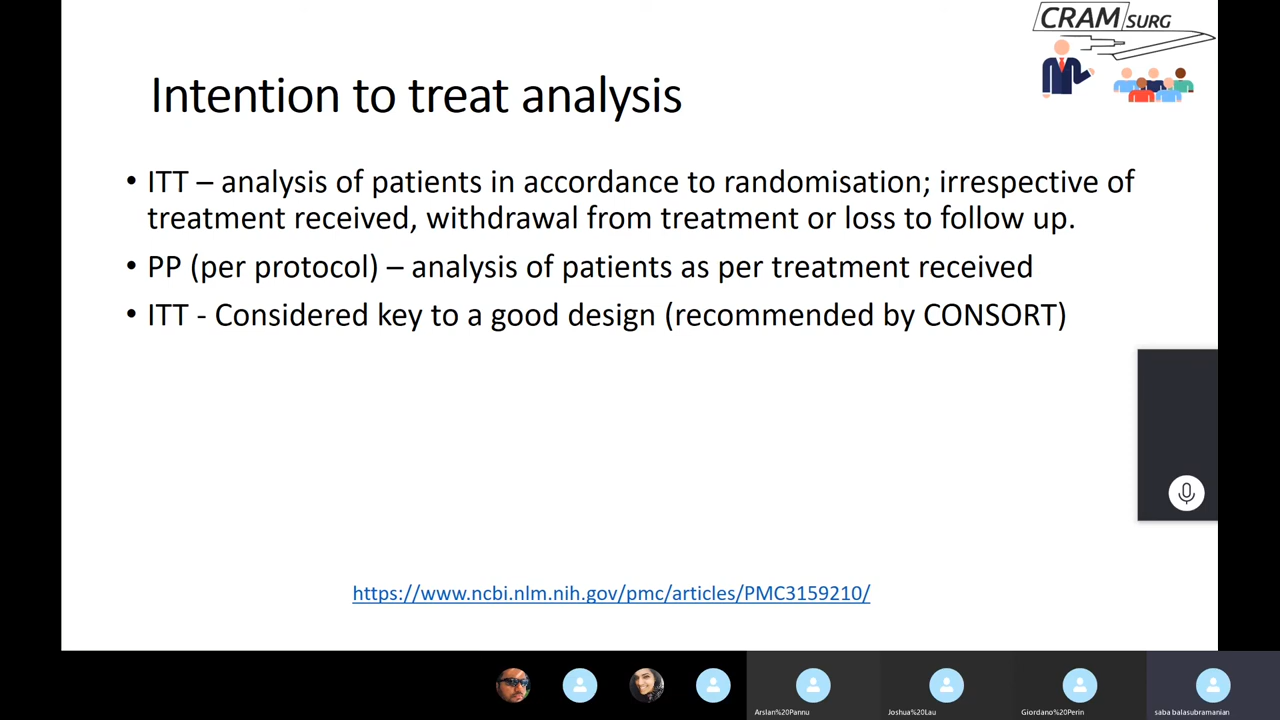 CRAM SURG
Intention to treat analysis
• ITT – analysis of patients in accordance to randomisation; irrespective of
treatment received, withdrawal from treatment or loss to follow up.
• PP (per protocol) – analysis of patients as per treatment received
• ITT - Considered key to a good design (recommended by CONSORT)
https://www.ncbi.nlm.nih.gov/pmc/articles/PMC3159210/
Arslan%20Pannu
Joshua%20Lau
Giordano%20Perin
saba balasubramanian